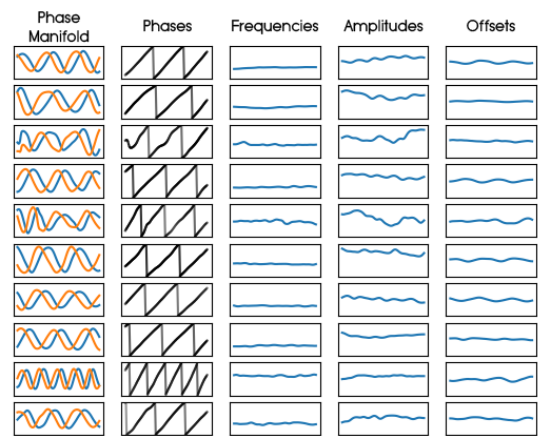 Phase
Manifold
Phases
Frequencies
Amplitudes
Offsets